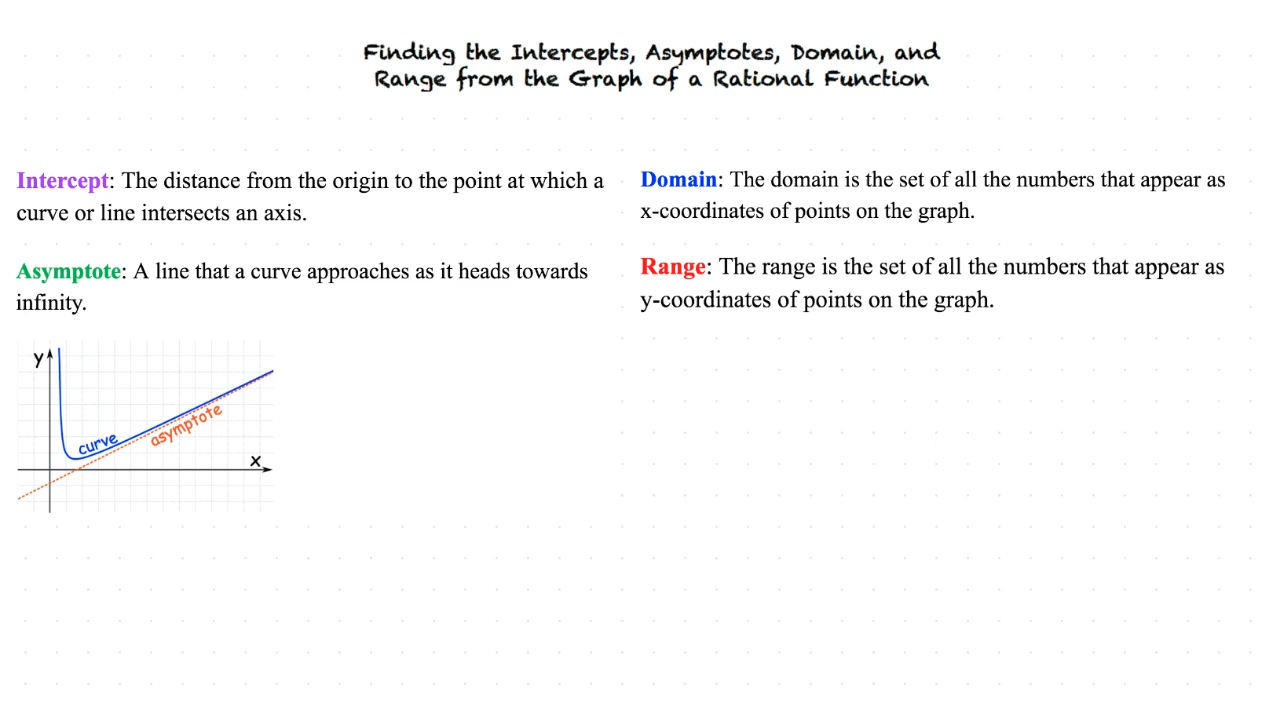 Finding the Intercepts, Asymptotes, Domain, and
Range from the Graph of a Rational Function
Intercept: The distance from the origin to the point at which a
curve or line intersects an axis.
Asymptote: A line that a curve approaches as it heads towards
infinity.
y
curve
asymptote
x
Domain: The domain is the set of all the numbers that appear as
x-coordinates of points on the graph.
Range: The range is the set of all the numbers that appear as
y-coordinates of points on the graph.